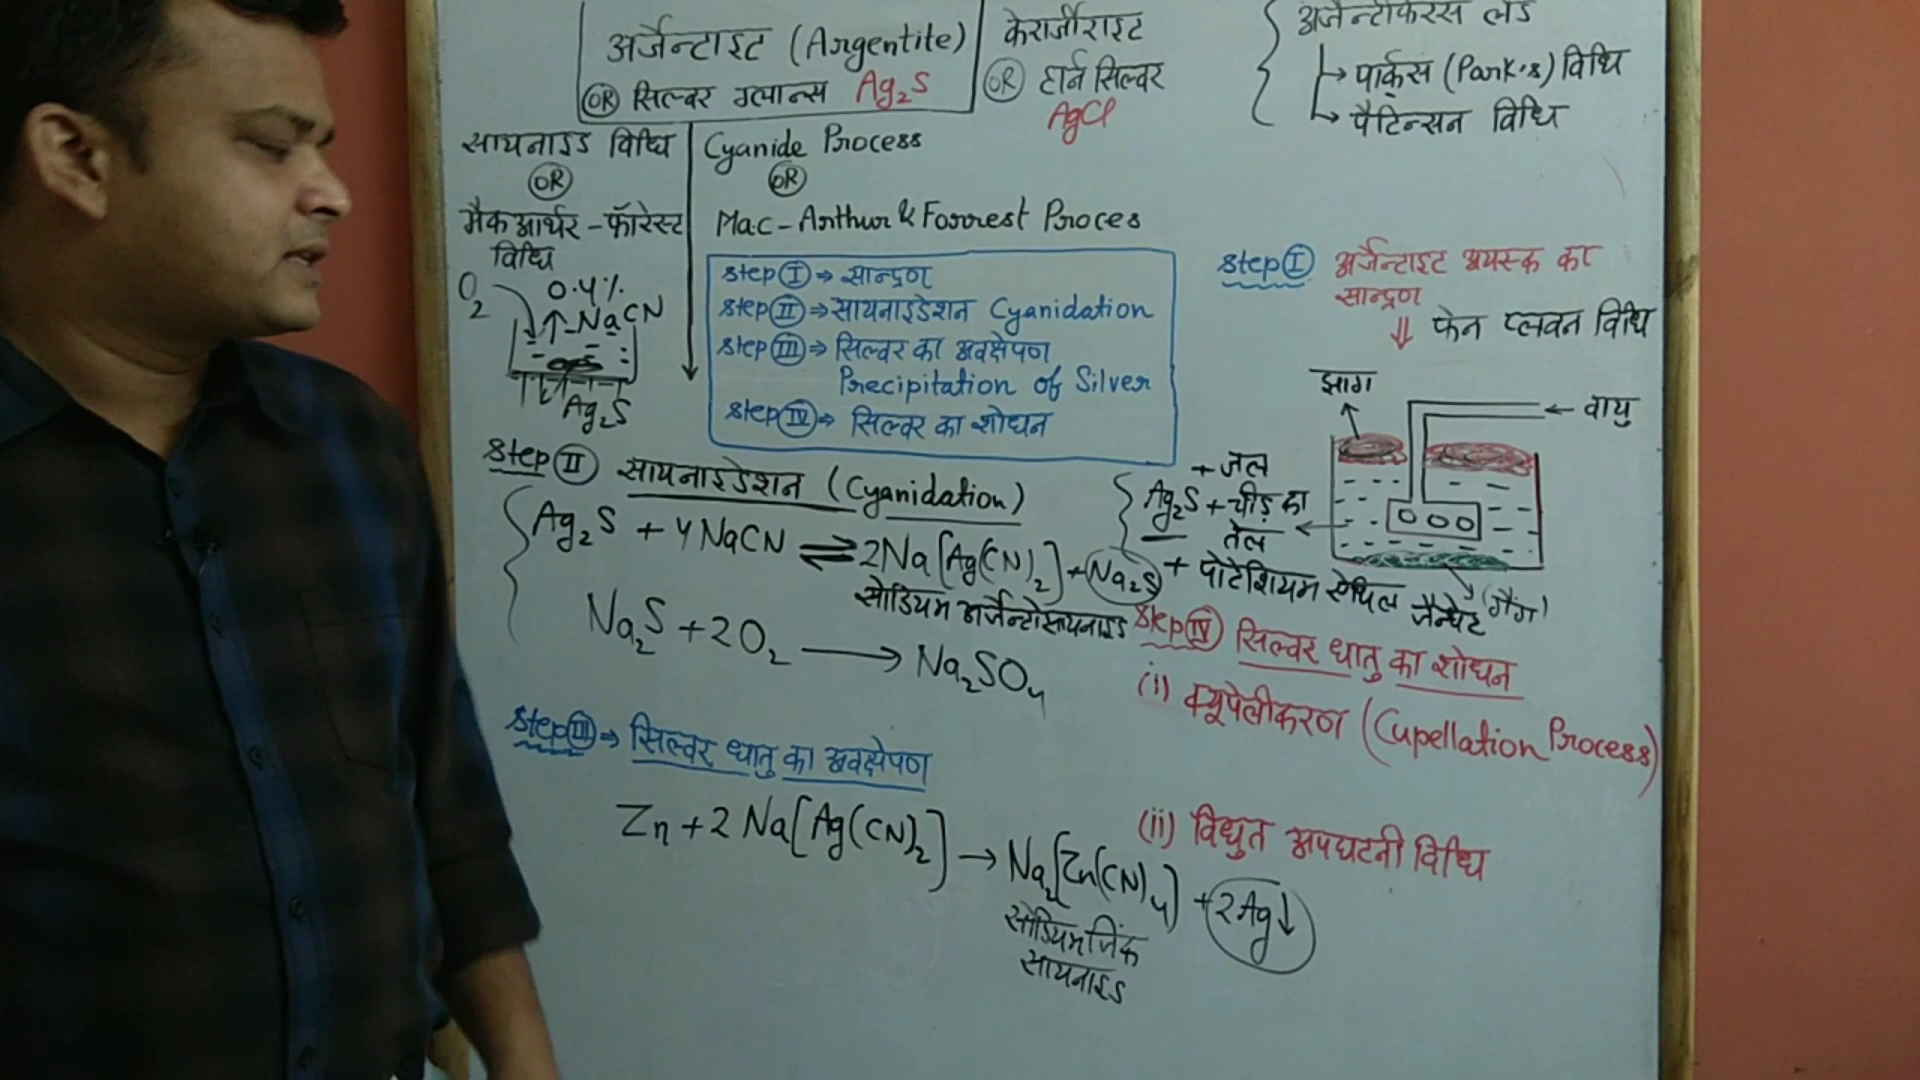 अर्जेन्टाइट (Argentite)
OR सिल्वर ग्लान्स Ag2S
केरार्जीराइट
OR हार्न सिल्वर
AgCl
अर्जेन्टीफेरस लेड
→ पार्क्स (Park's) विधि
→ पैटिन्सन विधि
सायनाइड विधि
OR
मैक आर्थर - फॉरेस्ट
विधि
Cyanide Process
OR
Mac-Arthur & Forrest Proces
O2
0.4%
NaCN
Ag2S
Step I ⇒ सान्द्रण
Step II ⇒ सायनाइडेशन Cyanidation
Step III ⇒ सिल्वर का अवक्षेपण
Precipitation of Silver
Step IV ⇒ सिल्वर का शोधन
Step I अर्जेन्टाइट अयस्क का
सान्द्रण
⇓ फेन प्लवन विधि
झाग
← वायु
+ जल
Ag2S + चीड़ का
तेल
+ पोटेशियम ऐथिल जैन्थेट
(गैंग)
Step II सायनाइडेशन (Cyanidation)
Ag2S + 4NaCN ⇌ 2Na[Ag(CN)2] + Na2S
सोडियम अर्जेन्टोसायनाइड
Na2S + 2O2 → Na2SO4
Step III ⇒ सिल्वर धातु का अवक्षेपण
Zn + 2Na[Ag(CN)2] → Na2[Zn(CN)4] + 2Ag↓
सोडियम जिंक
सायनाइड
Step IV सिल्वर धातु का शोधन
(i) क्यूपेलीकरण (Cupellation Process)
(ii) विद्युत अपघटनी विधि